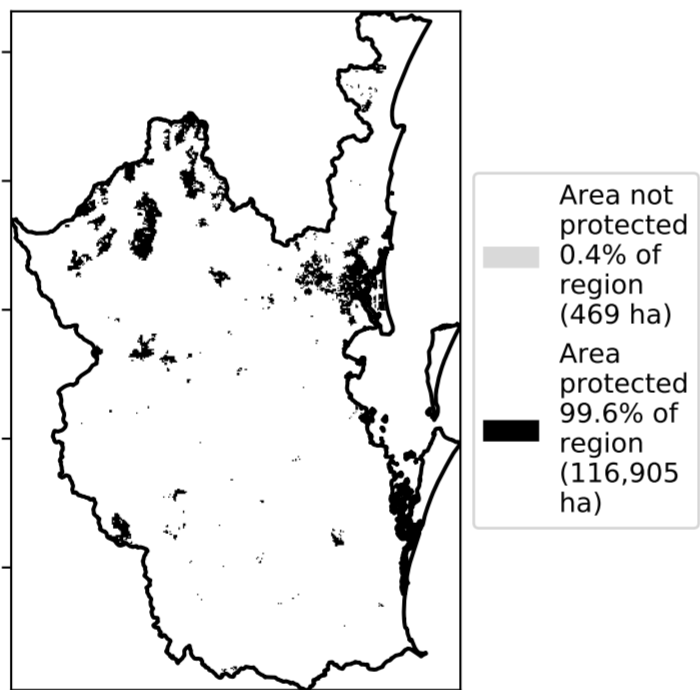 Area not
protected
0.4% of
region
(469 ha)
Area
protected
99.6% of
region
(116,905
ha)